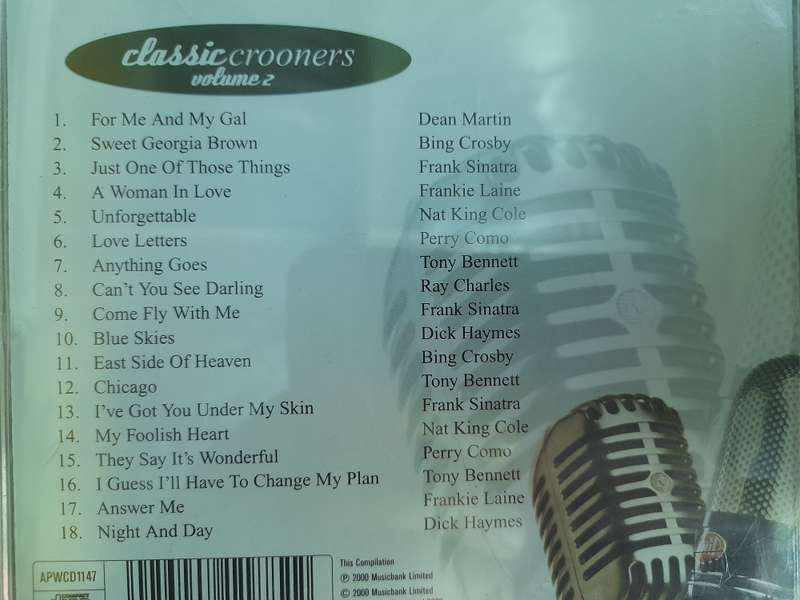 classiccrooners
volume 2
1. For Me And My Gal Dean Martin
2. Sweet Georgia Brown Bing Crosby
3. Just One Of Those Things Frank Sinatra
4. A Woman In Love Frankie Laine
5. Unforgettable Nat King Cole
6. Love Letters Perry Como
7. Anything Goes Tony Bennett
8. Can't You See Darling Ray Charles
9. Come Fly With Me Frank Sinatra
10. Blue Skies Dick Haymes
11. East Side Of Heaven Bing Crosby
12. Chicago Tony Bennett
13. I've Got You Under My Skin Frank Sinatra
14. My Foolish Heart Nat King Cole
15. They Say It's Wonderful Perry Como
16. I Guess I'll Have To Change My Plan Tony Bennett
17. Answer Me Frankie Laine
18. Night And Day Dick Haymes
APWCD1147
This Compilation
℗ 2000 Musicbank Limited
© 2000 Musicbank Limited